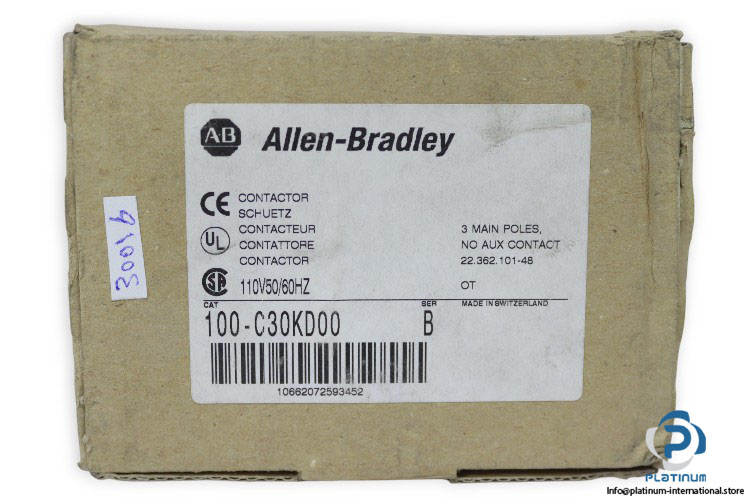 AB Allen-Bradley
CE CONTACTOR
SCHUETZ
UL CONTACTEUR
CONTATTORE
CONTACTOR
SA 110V50/60HZ
3 MAIN POLES,
NO AUX CONTACT
22.362.101-48
OT
CAT SER MADE IN SWITZERLAND
100-C30KD00 B
10662072593452
30016
PLATINUM
Info@platinum-international.store